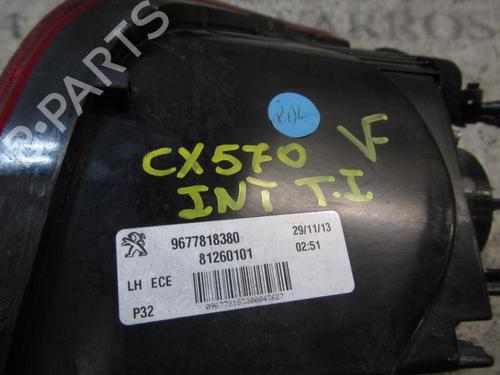 B-PARTS
RDL
CX570 VF
INT T.I
9677818380
29/11/13
81260101
02:51
LH ECE
P32